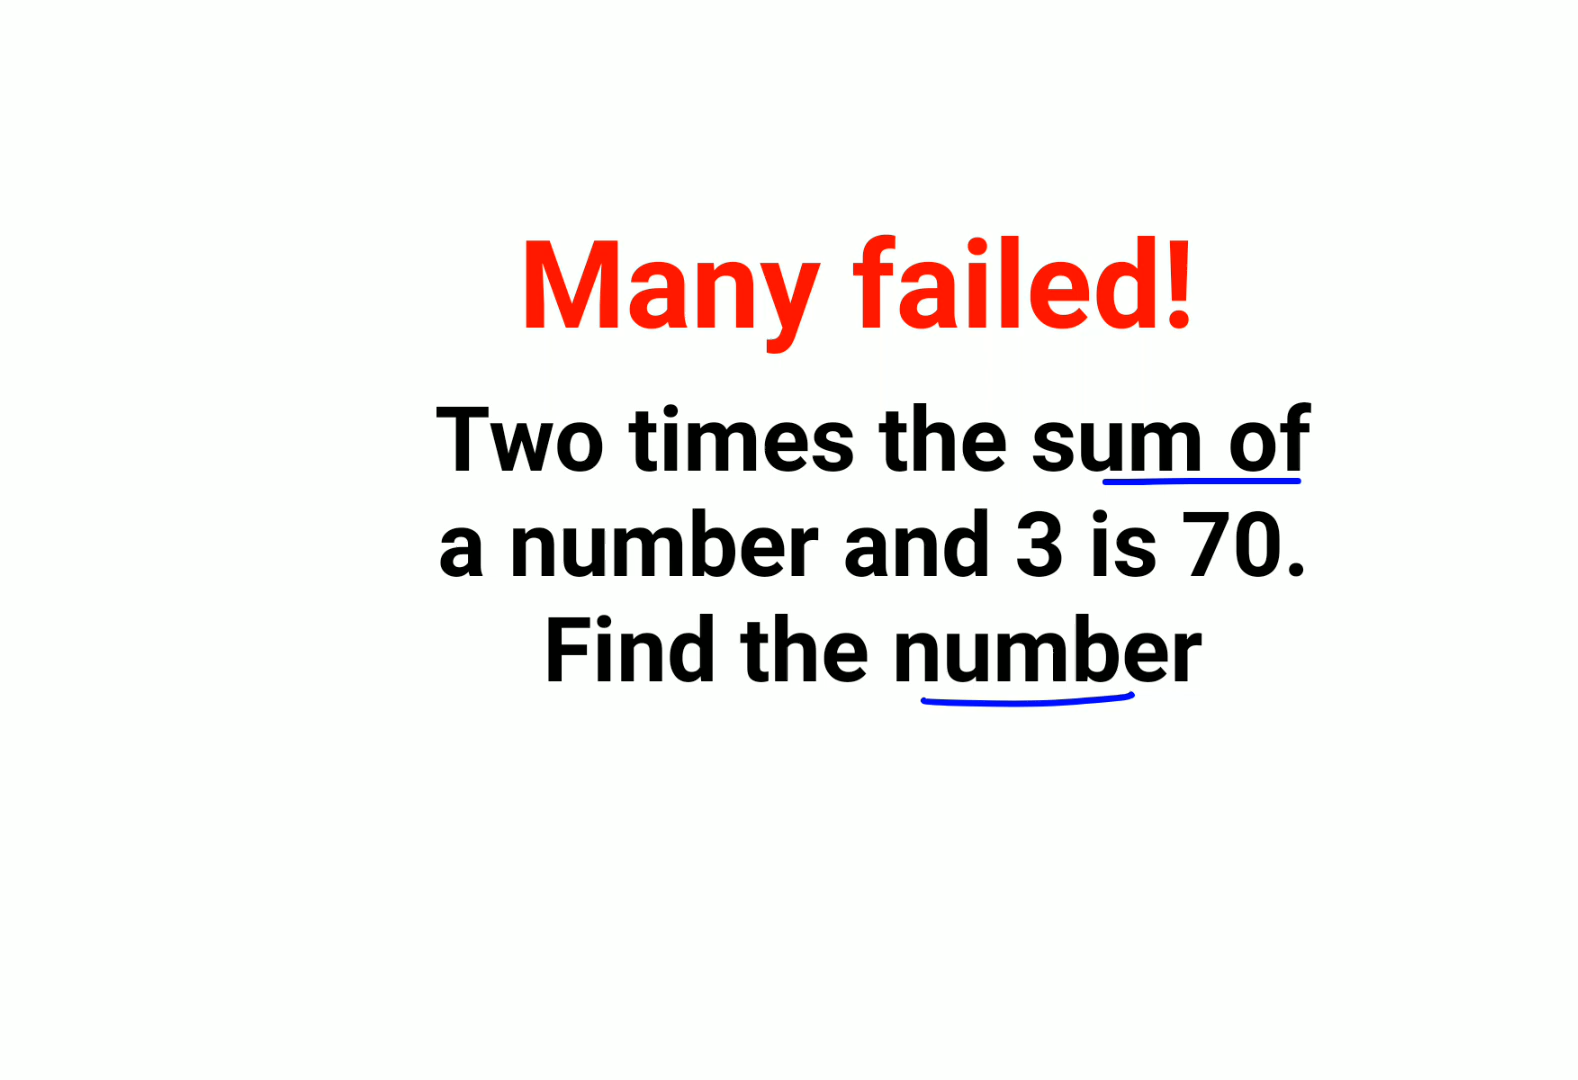 Many failed!
Two times the sum of
a number and 3 is 70.
Find the number